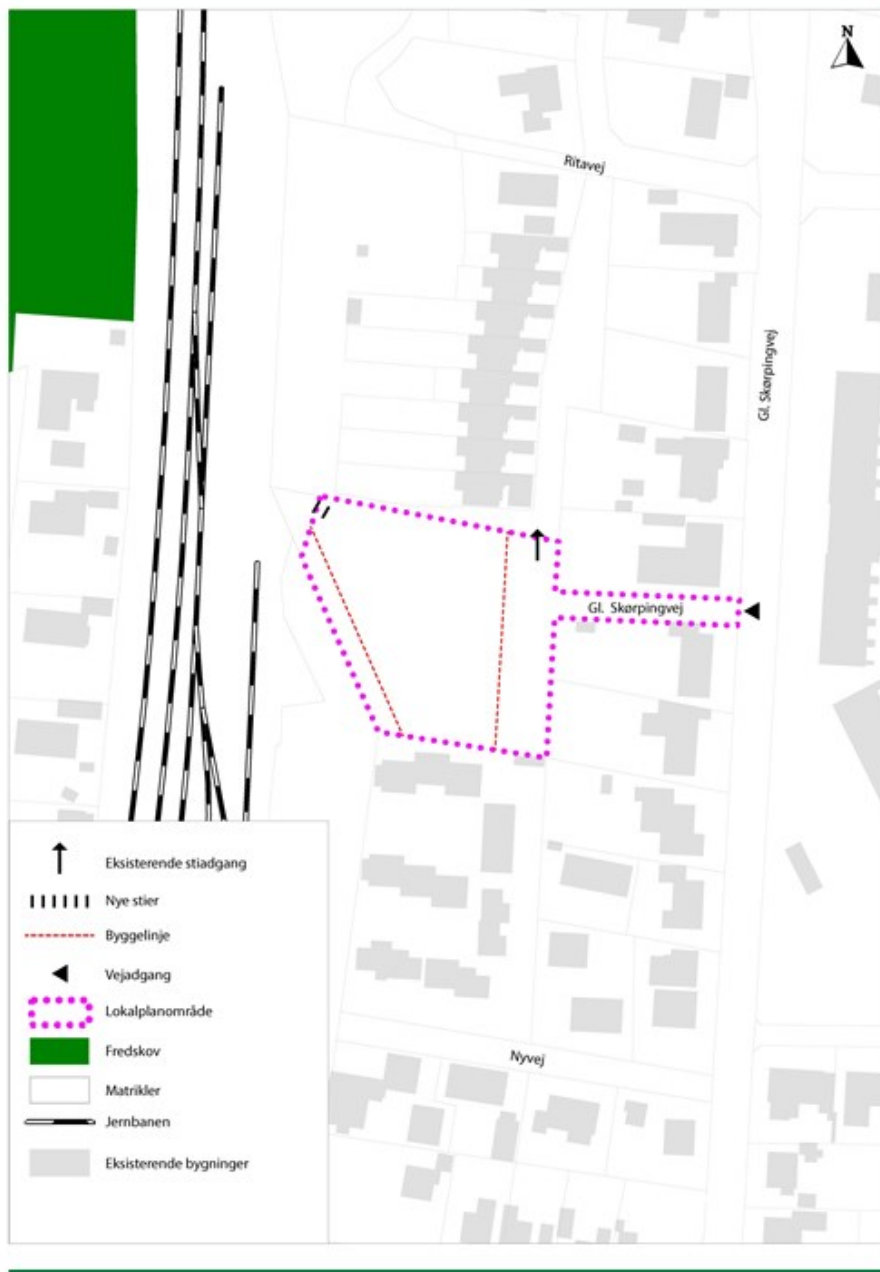 N
Ritavej
Gl. Skørpingvej
Gl. Skørpingvej
Nyvej
Eksisterende stiadgang
Nye stier
Byggelinje
Vejadgang
Lokalplanområde
Fredskov
Matrikler
Jernbanen
Eksisterende bygninger